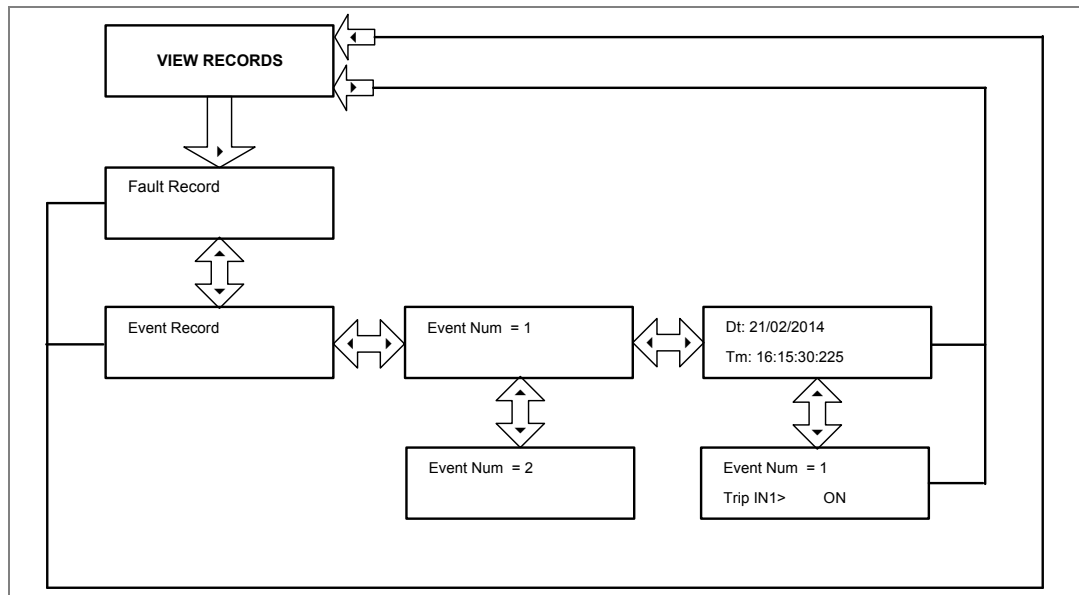 VIEW RECORDS
Fault Record
Event Record
Event Num = 1
Dt: 21/02/2014
Tm: 16:15:30:225
Event Num = 2
Event Num = 1
Trip IN1> ON